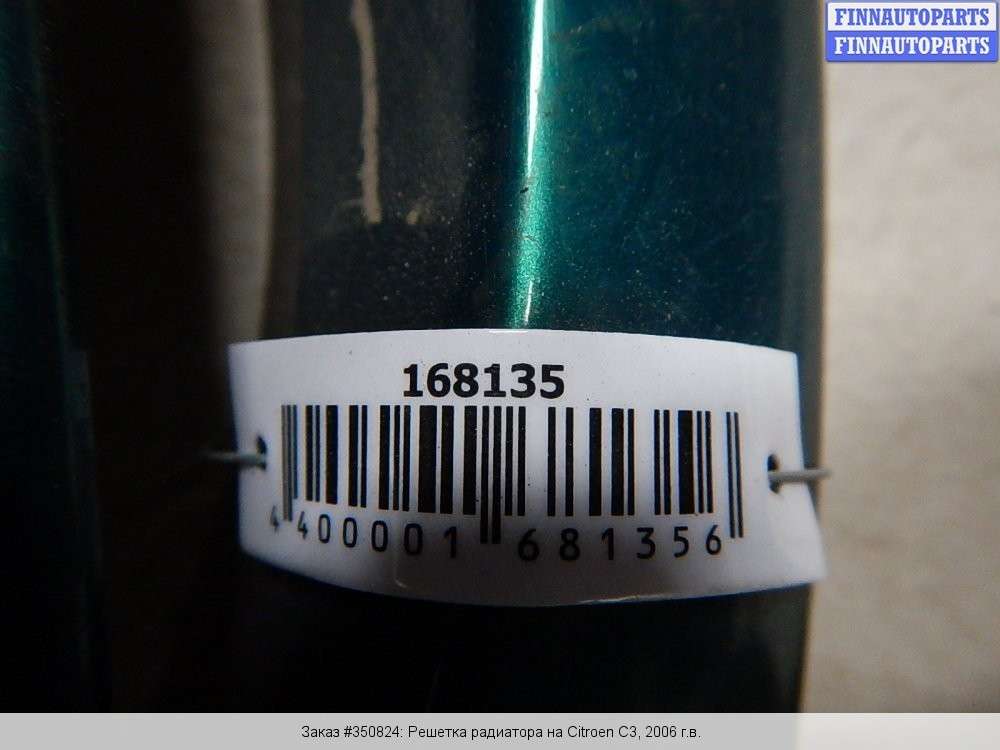 FINNAUTOPARTS
FINNAUTOPARTS
168135
4 400001 681356
Заказ #350824: Решетка радиатора на Citroen C3, 2006 г.в.